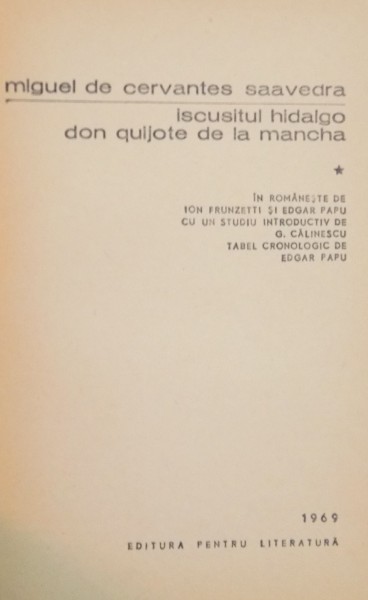 miguel de cervantes saavedra
iscusitul hidalgo
don quijote de la mancha
★
ÎN ROMÂNEȘTE DE
ION FRUNZETTI ȘI EDGAR PAPU
CU UN STUDIU INTRODUCTIV DE
G. CĂLINESCU
TABEL CRONOLOGIC DE
EDGAR PAPU
1969
EDITURA PENTRU LITERATURĂ